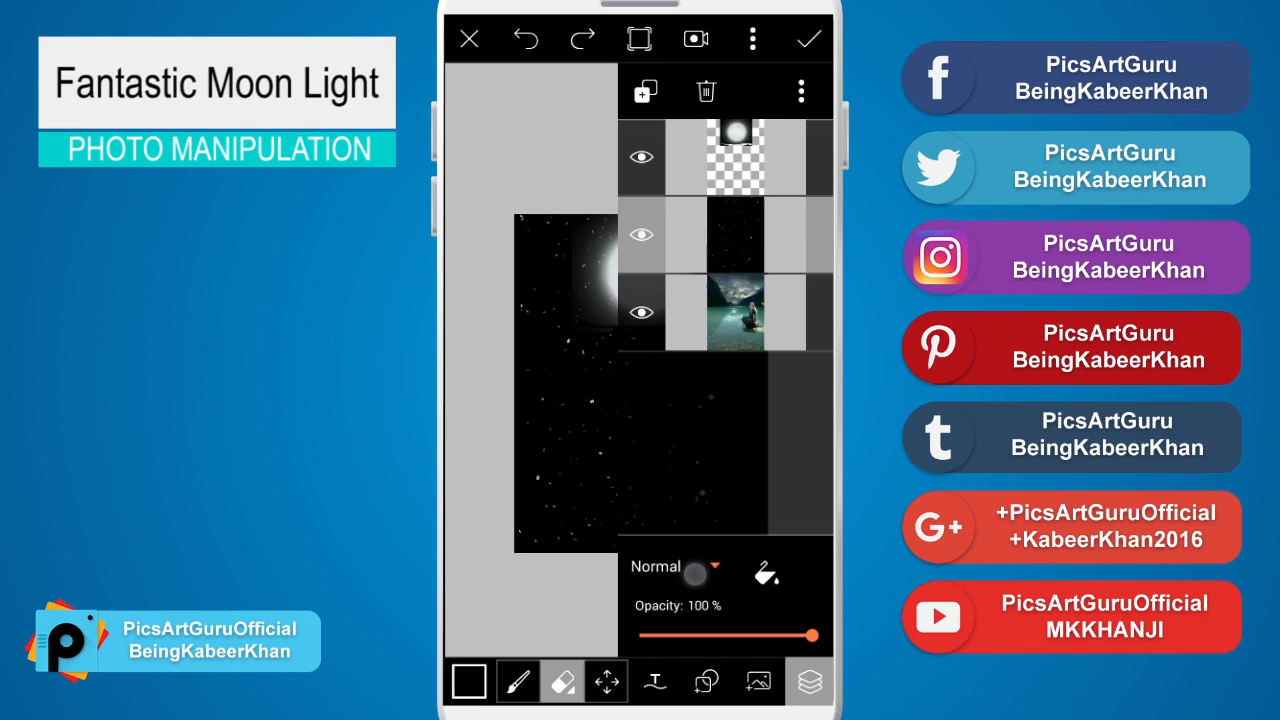 Fantastic Moon Light
PHOTO MANIPULATION
Normal
Opacity: 100 %
PicsArtGuru
BeingKabeerKhan
PicsArtGuru
BeingKabeerKhan
PicsArtGuru
BeingKabeerKhan
PicsArtGuru
BeingKabeerKhan
PicsArtGuru
BeingKabeerKhan
+PicsArtGuruOfficial
+KabeerKhan2016
PicsArtGuruOfficial
MKKHANJI
PicsArtGuruOfficial
BeingKabeerKhan